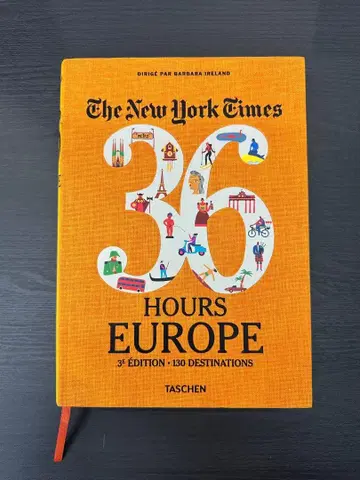 DIRIGÉ PAR BARBARA IRELAND
The New York Times
36
HOURS
EUROPE
3E ÉDITION • 130 DESTINATIONS
TASCHEN